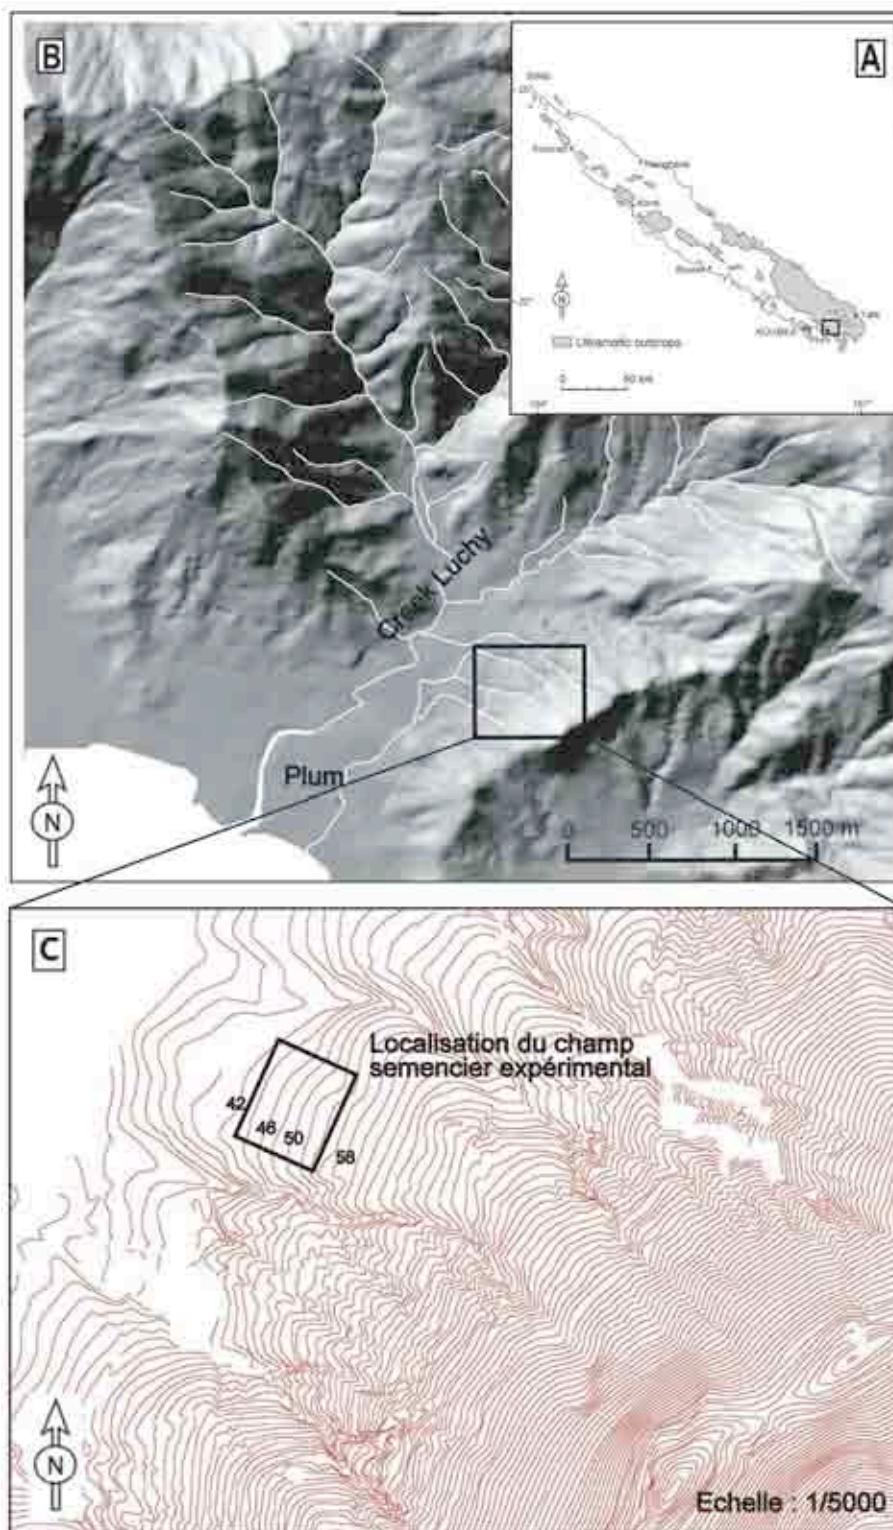 B
A
N
Ultramafic outcrops
0
50 km
Creek Luchy
Plum
N
0
500
1000
1500 m
C
Localisation du champ
semencier expérimental
42
46
50
58
N
Echelle : 1/5000